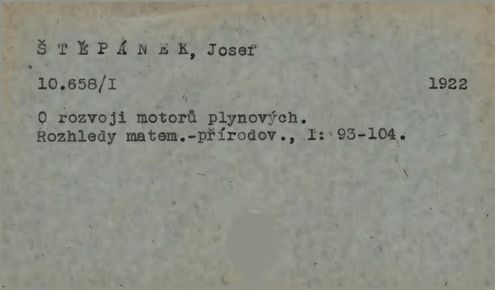 Š T Ě P Á N E K, Josef
10.658/I 1922
O rozvoji motorů plynových.
Rozhledy matem.-přírodov., I: 93-104.